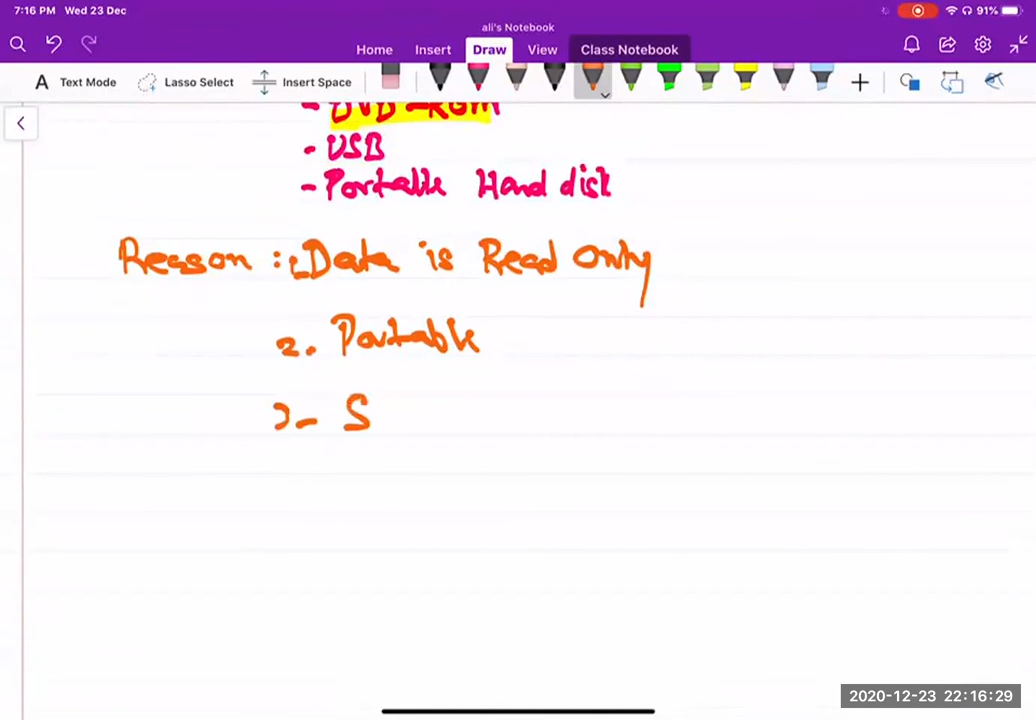 7:16 PM Wed 23 Dec
91%
ali's Notebook
Home Insert Draw View Class Notebook
A Text Mode Lasso Select Insert Space
- DVD-ROM
- USB
- Portable Hard disk
Reason : 1. Data is Read Only
2. Portable
3- S
2020-12-23 22:16:29